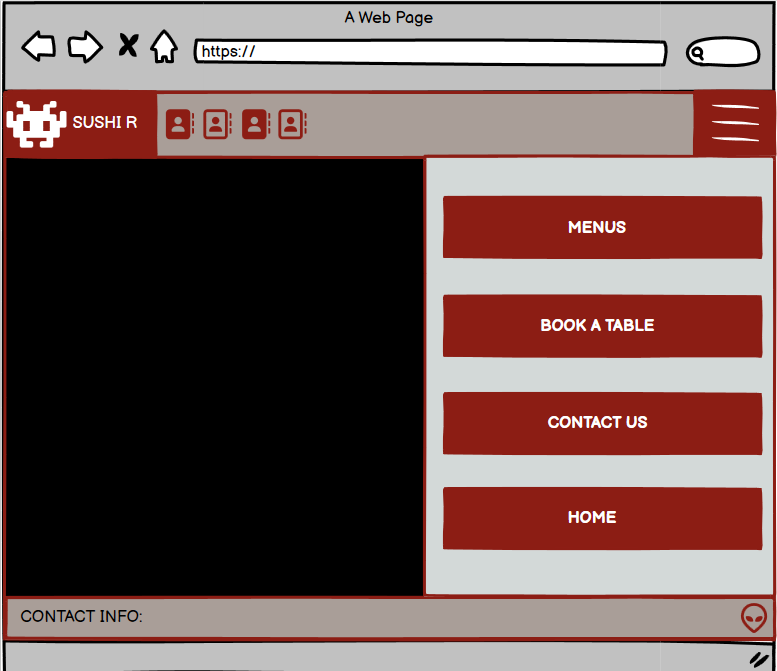 A Web Page
https://
SUSHI R
MENUS
BOOK A TABLE
CONTACT US
HOME
CONTACT INFO: